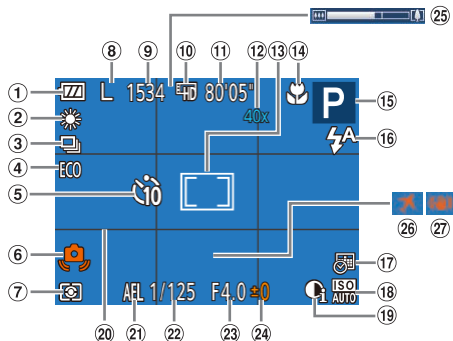 ㉕
⑧ ⑨ ⑩ ⑪ ⑫ ⑬ ⑭
① L 1534 HD 80'05" P ⑮
② 40x
③ ⚡A ⑯
④ ECO
⑤ 10
㉖ ㉗
⑥ ⑰
⑦ AEL 1/125 F4.0 ±0 i ISO AUTO ⑱
⑳ ㉑ ㉒ ㉓ ㉔ ⑲